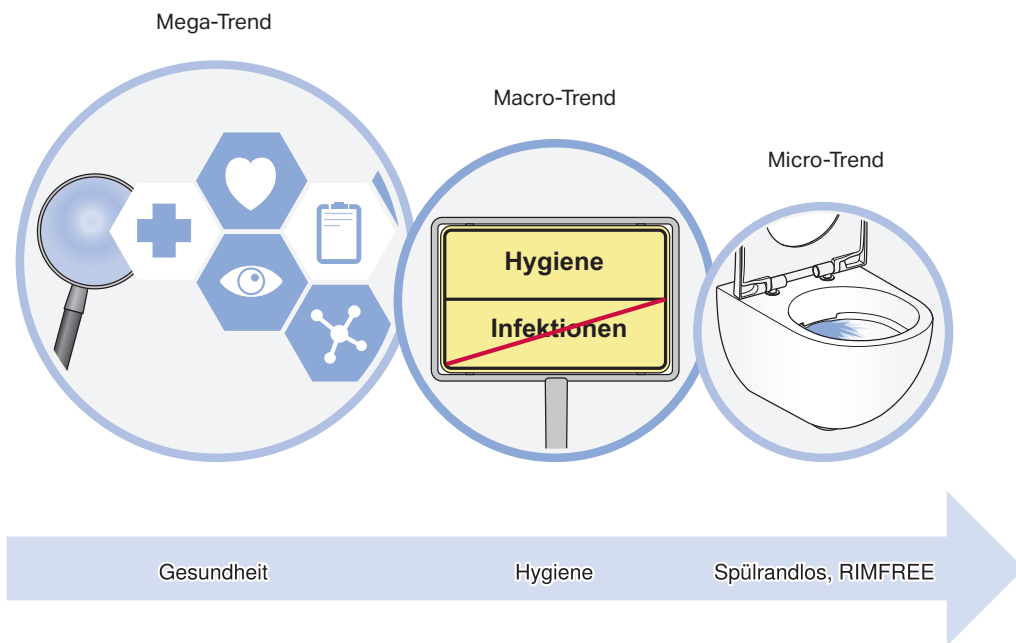 Mega-Trend
Macro-Trend
Micro-Trend
Hygiene
Infektionen
Gesundheit
Hygiene
Spülrandlos, RIMFREE